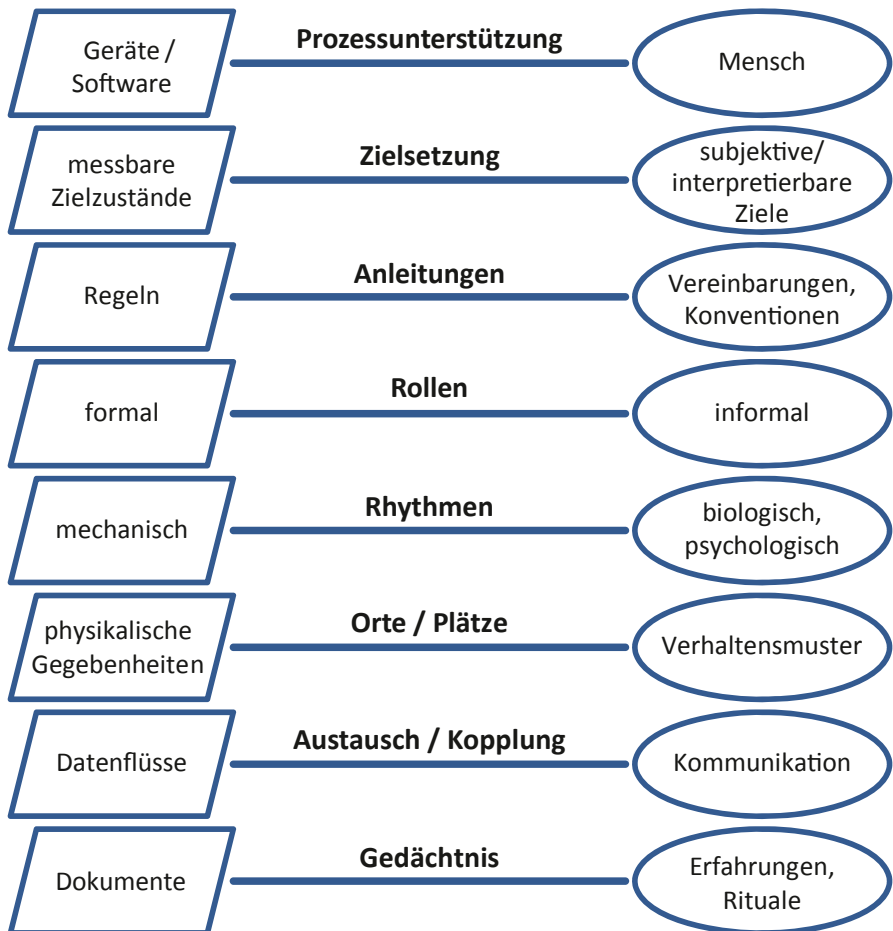 Geräte /
Software
Prozessunterstützung
Mensch
messbare
Zielzustände
Zielsetzung
subjektive/
interpretierbare
Ziele
Regeln
Anleitungen
Vereinbarungen,
Konventionen
formal
Rollen
informal
mechanisch
Rhythmen
biologisch,
psychologisch
physikalische
Gegebenheiten
Orte / Plätze
Verhaltensmuster
Datenflüsse
Austausch / Kopplung
Kommunikation
Dokumente
Gedächtnis
Erfahrungen,
Rituale